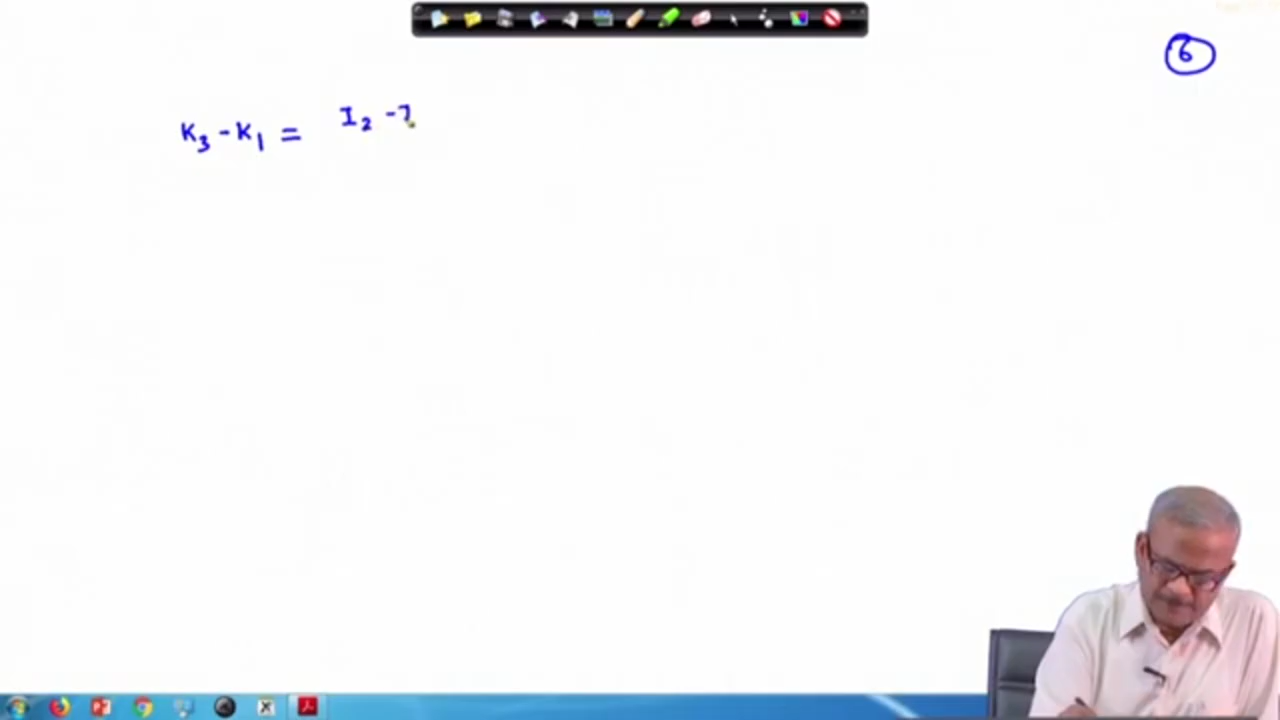 6
K₃ - K₁ = I₂ -